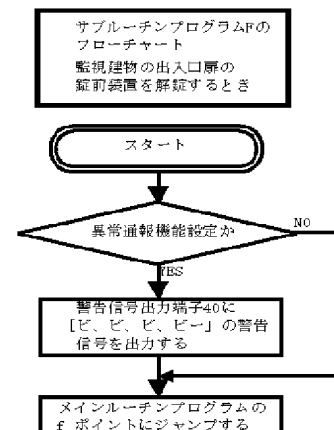 サブルーチンプログラムFの
フローチャート
監視建物の出入口扉の
錠前装置を解錠するとき
スタート
異常通報機能設定か
NO
YES
警告信号出力端子40に
[ピ、ピ、ピ、ピー」の警告
信号を出力する
メインルーチンプログラムの
f ポイントにジャンプする